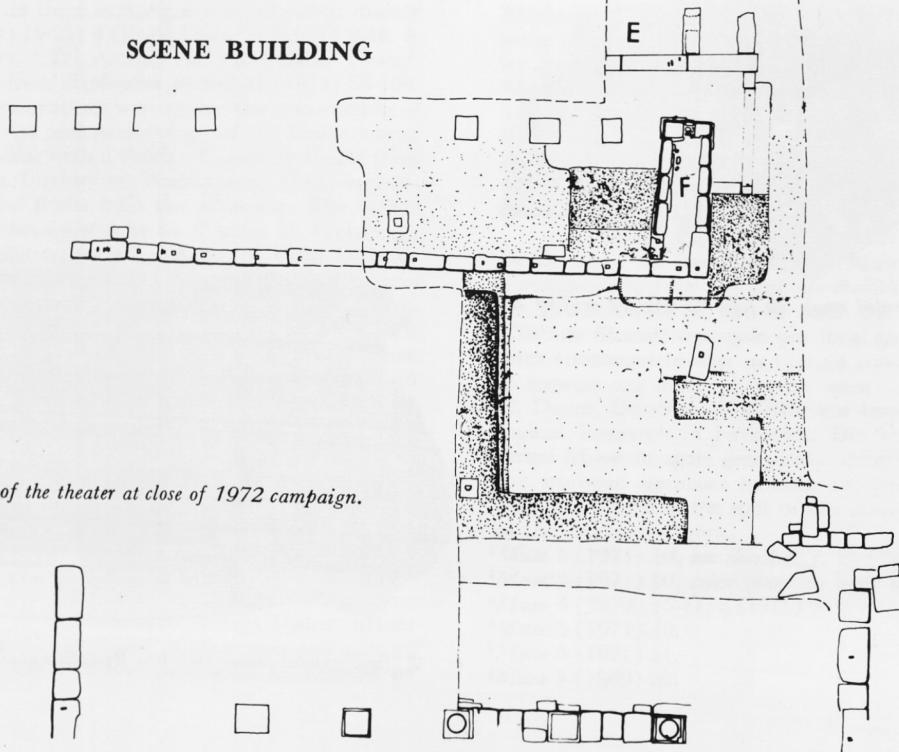 SCENE BUILDING
E
F
of the theater at close of 1972 campaign.